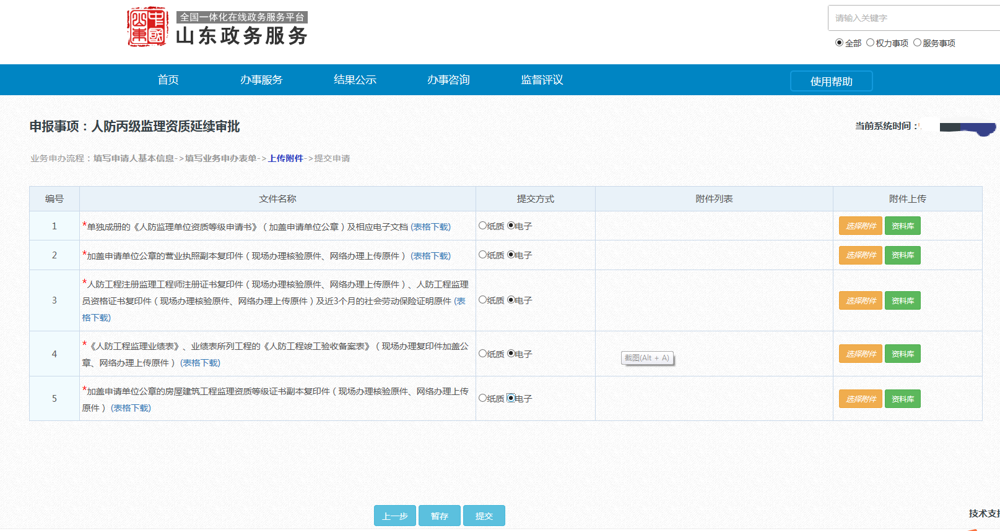 山東
中國
全国一体化在线政务服务平台
山东政务服务
请输入关键字
全部 权力事项 服务事项
首页 办事服务 结果公示 办事咨询 监督评议 使用帮助
申报事项：人防丙级监理资质延续审批
当前系统时间：
业务申办流程：填写申请人基本信息->填写业务申办表单->上传附件->提交申请
编号 文件名称 提交方式 附件列表 附件上传
1 *单独成册的《人防监理单位资质等级申请书》（加盖申请单位公章）及相应电子文档 (表格下载) 纸质 电子 选择附件 资料库
2 *加盖申请单位公章的营业执照副本复印件（现场办理核验原件、网络办理上传原件） (表格下载) 纸质 电子 选择附件 资料库
*人防工程注册监理工程师注册证书复印件（现场办理核验原件、网络办理上传原件）、人防工程监理
3 员资格证书复印件（现场办理核验原件、网络办理上传原件）及近3个月的社会劳动保险证明原件 (表 纸质 电子 选择附件 资料库
格下载)
*《人防工程监理业绩表》、业绩表所列工程的《人防工程竣工验收备案表》（现场办理复印件加盖公
4 纸质 电子 选择附件 资料库
章、网络办理上传原件） (表格下载)
截图(Alt + A)
*加盖申请单位公章的房屋建筑工程监理资质等级证书副本复印件（现场办理核验原件、网络办理上传
5 纸质 电子 选择附件 资料库
原件） (表格下载)
上一步 暂存 提交
技术支